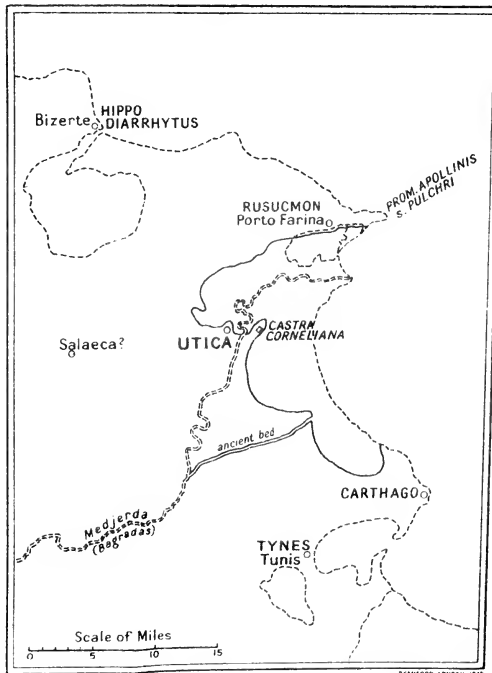 HIPPO
Bizerte DIARRHYTUS
PROM. APOLLINIS
s. PULCHRI
RUSUCMON
Porto Farina
CASTRA
CORNELIANA
UTICA
Salaeca?
ancient bed
CARTHAGO
Medjerda
(Bagradas)
TYNES
Tunis
Scale of Miles
0 5 10 15